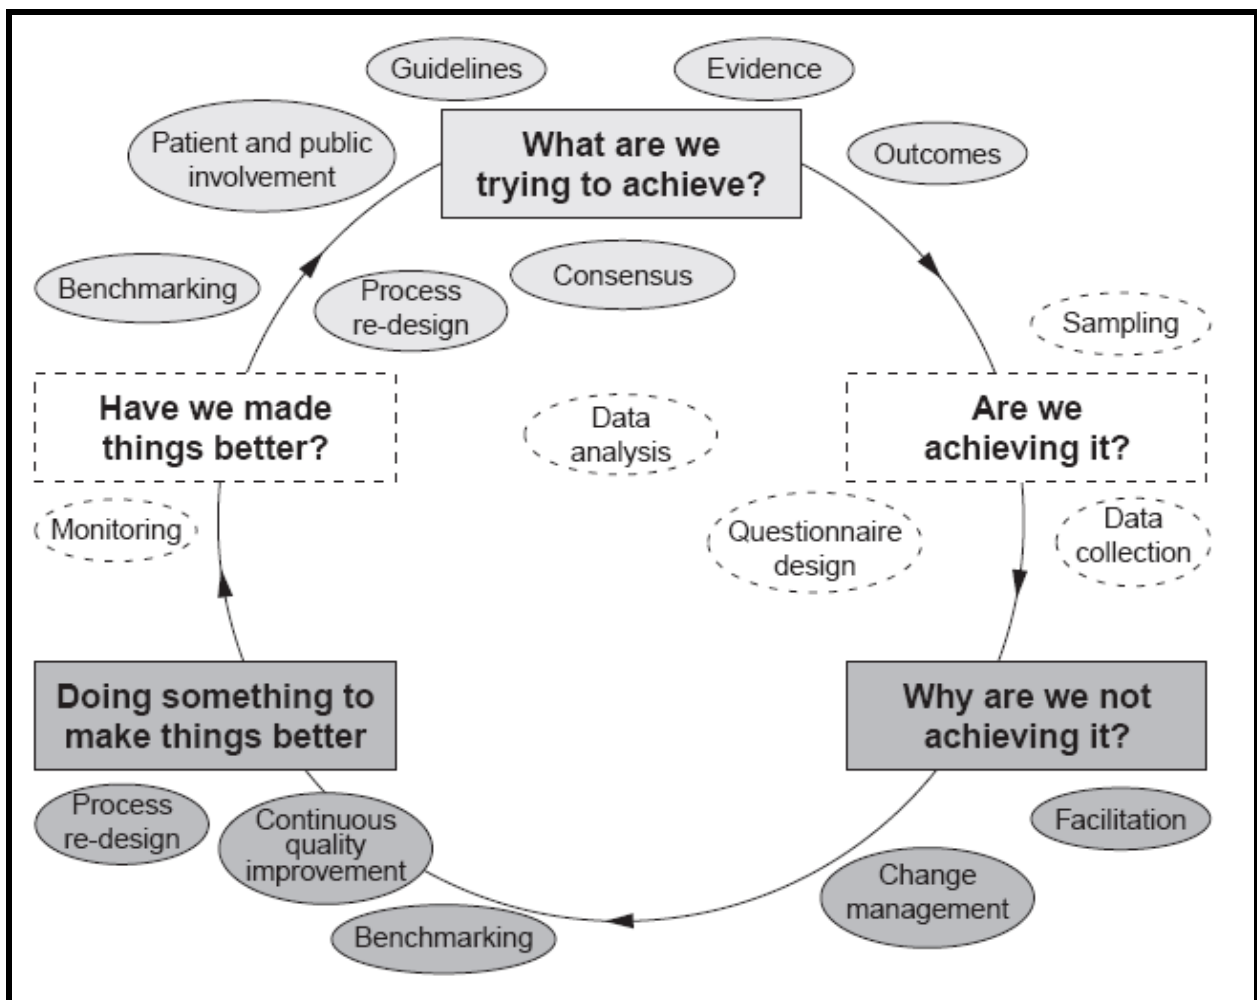 Guidelines
Evidence
Patient and public
involvement
What are we
trying to achieve?
Outcomes
Benchmarking
Process
re-design
Consensus
Sampling
Have we made
things better?
Data
analysis
Are we
achieving it?
Monitoring
Questionnaire
design
Data
collection
Doing something to
make things better
Why are we not
achieving it?
Process
re-design
Continuous
quality
improvement
Facilitation
Change
management
Benchmarking